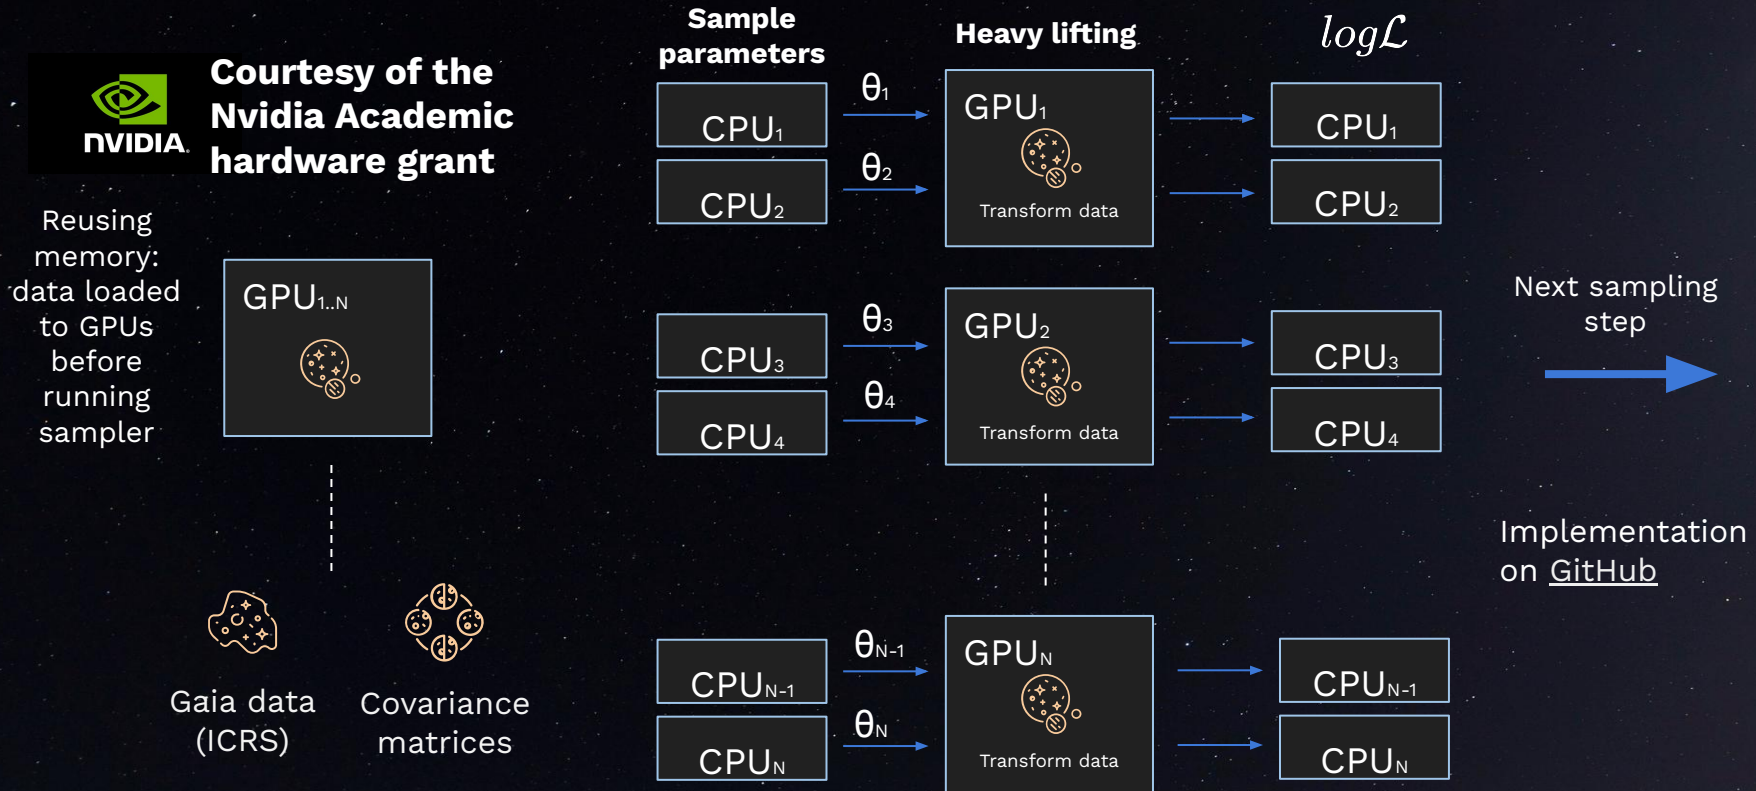 NVIDIA.
Courtesy of the
Nvidia Academic
hardware grant
Reusing
memory:
data loaded
to GPUs
before
running
sampler
GPU1..N
Gaia data
(ICRS)
Covariance
matrices
Sample
parameters
Heavy lifting
logℒ
CPU1
θ1
CPU2
θ2
GPU1
Transform data
CPU1
CPU2
CPU3
θ3
CPU4
θ4
GPU2
Transform data
CPU3
CPU4
CPUN-1
θN-1
CPUN
θN
GPUN
Transform data
CPUN-1
CPUN
Next sampling
step
Implementation
on GitHub